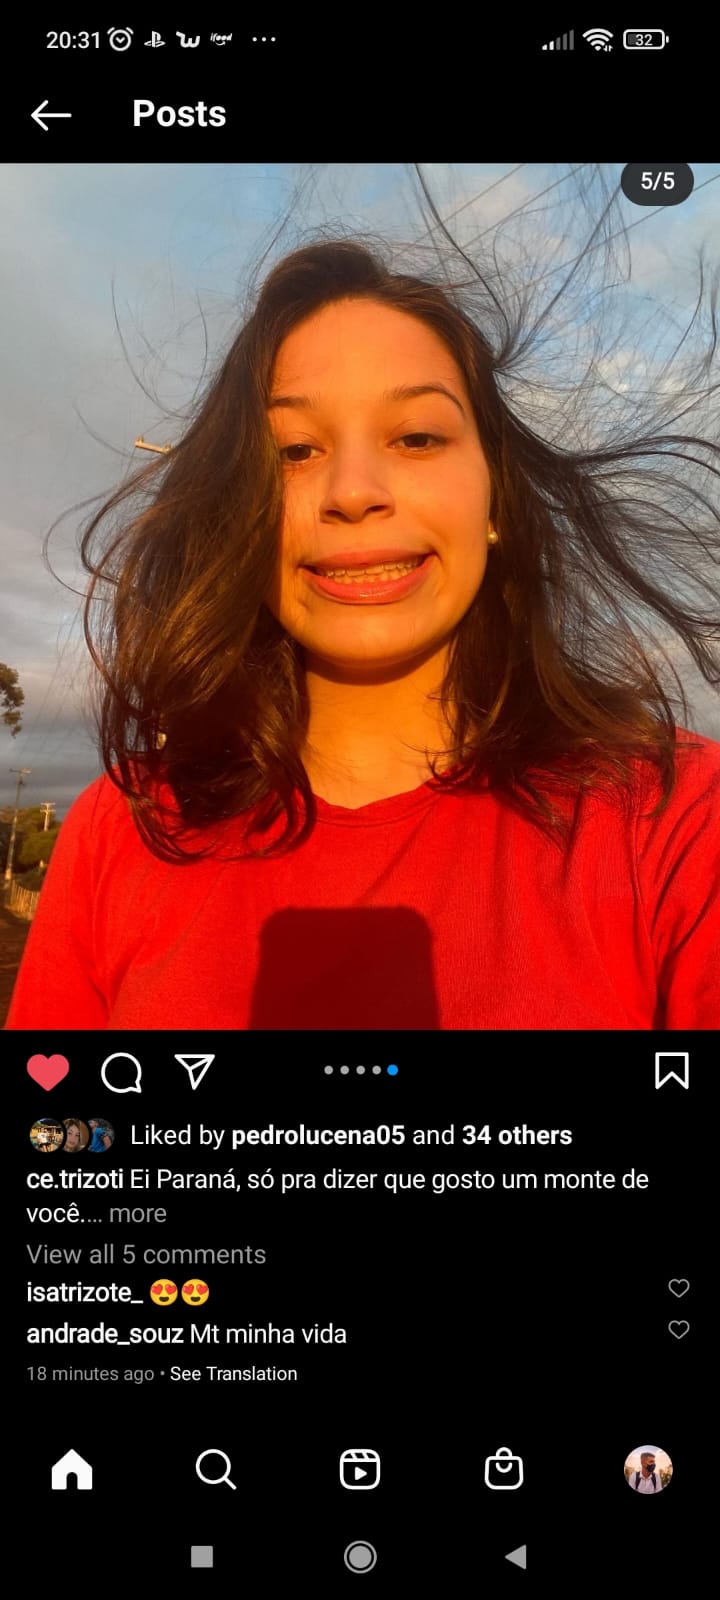 20:31
ifood
32
Posts
5/5
Liked by pedrolucena05 and 34 others
ce.trizoti Ei Paraná, só pra dizer que gosto um monte de
você.... more
View all 5 comments
isatrizote_ 😍😍
andrade_souz Mt minha vida
18 minutes ago • See Translation